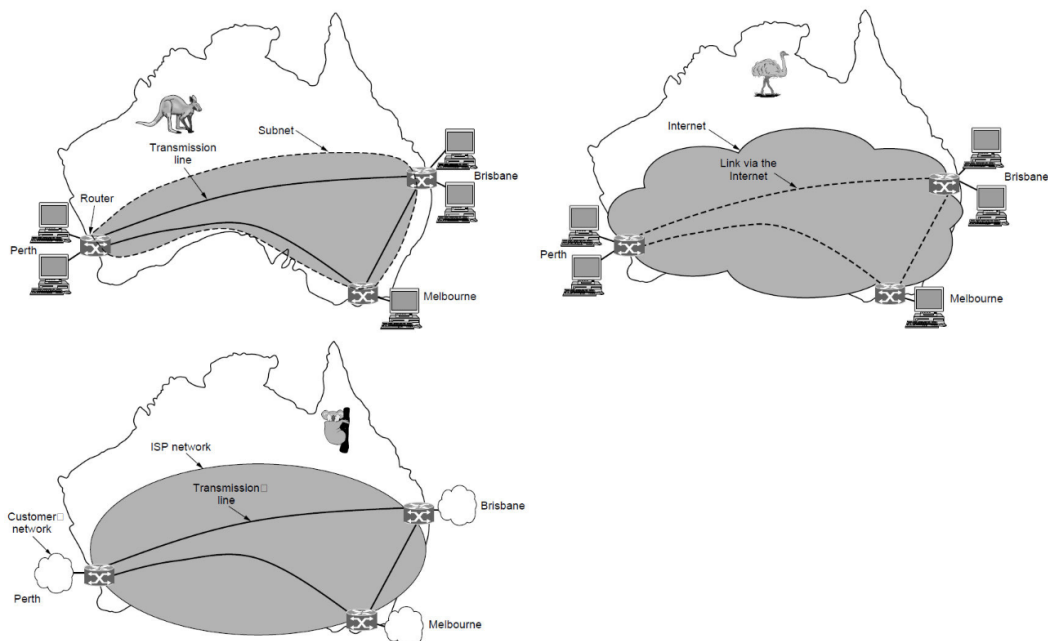 Subnet
Transmission
line
Brisbane
Router
Perth
Melbourne
Internet
Link via the
Internet
Brisbane
Perth
Melbourne
ISP network
Transmission□
line
Brisbane
Customer□
network
Perth
Melbourne